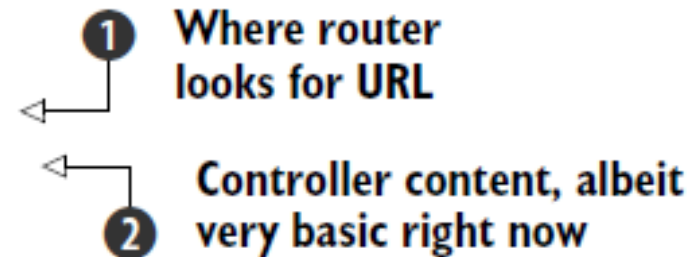 1 Where router
looks for URL
Controller content, albeit
2 very basic right now